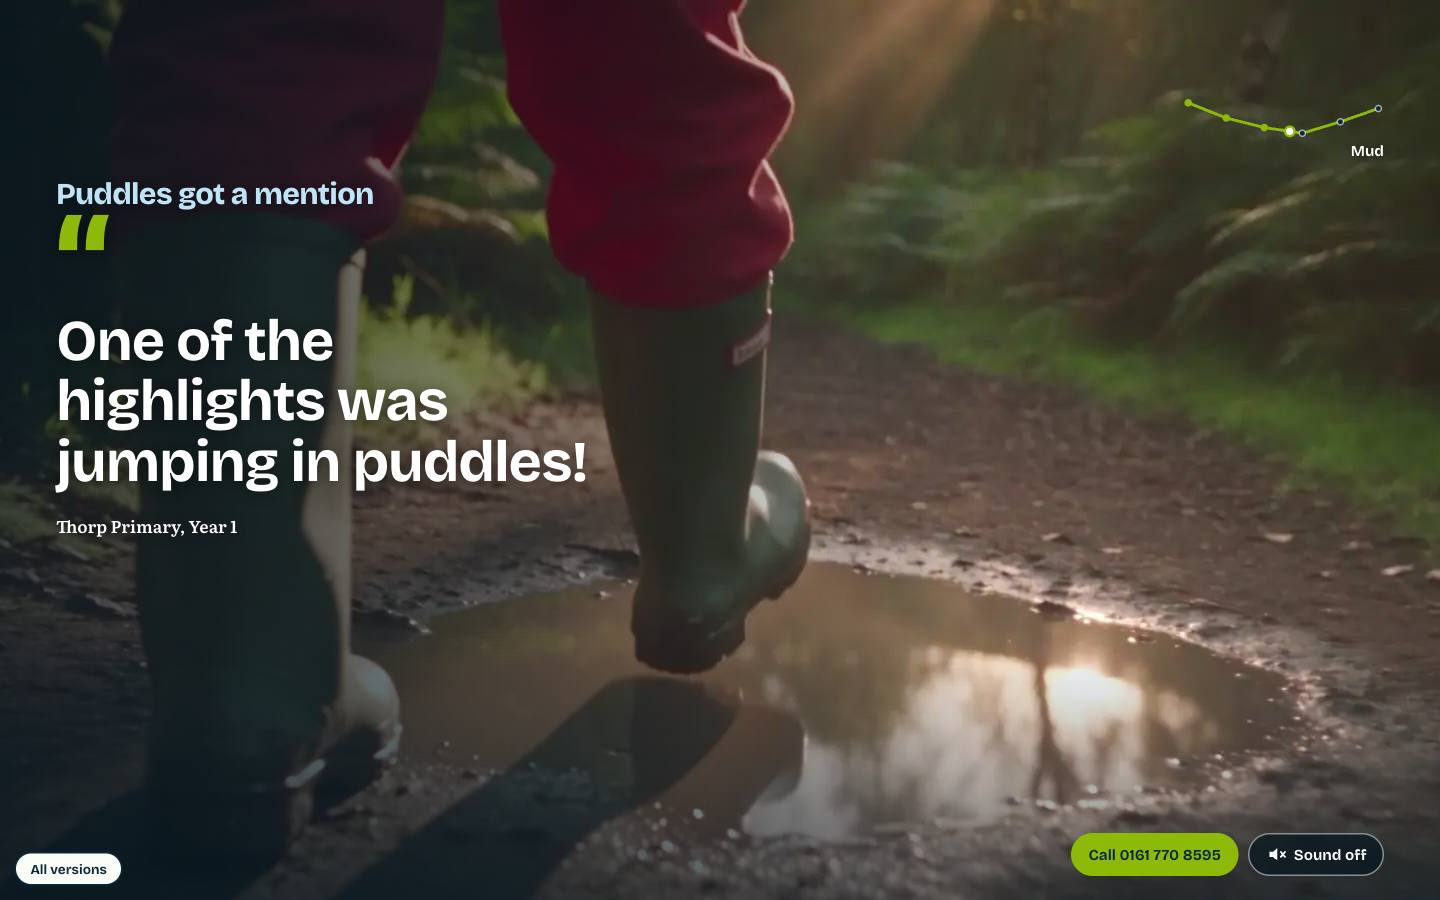 Mud
Puddles got a mention
“
One of the
highlights was
jumping in puddles!
Thorp Primary, Year 1
Call 0161 770 8595
Sound off
All versions